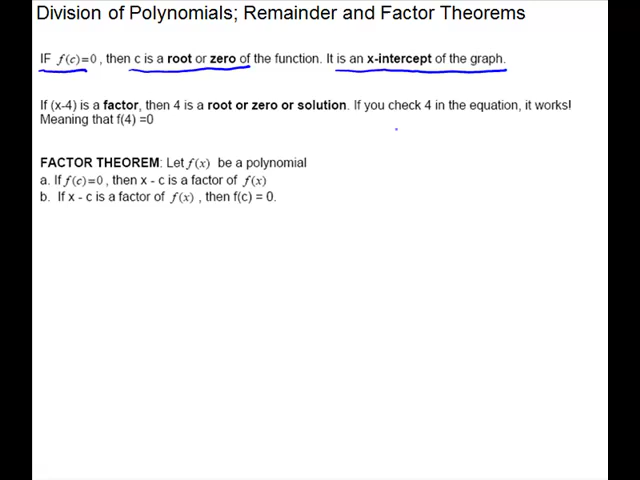 Division of Polynomials; Remainder and Factor Theorems
IF f(c)=0 , then c is a root or zero of the function. It is an x-intercept of the graph.
If (x-4) is a factor, then 4 is a root or zero or solution. If you check 4 in the equation, it works!
Meaning that f(4) =0
FACTOR THEOREM: Let f(x) be a polynomial
a. If f(c)=0 , then x - c is a factor of f(x)
b. If x - c is a factor of f(x) , then f(c) = 0.